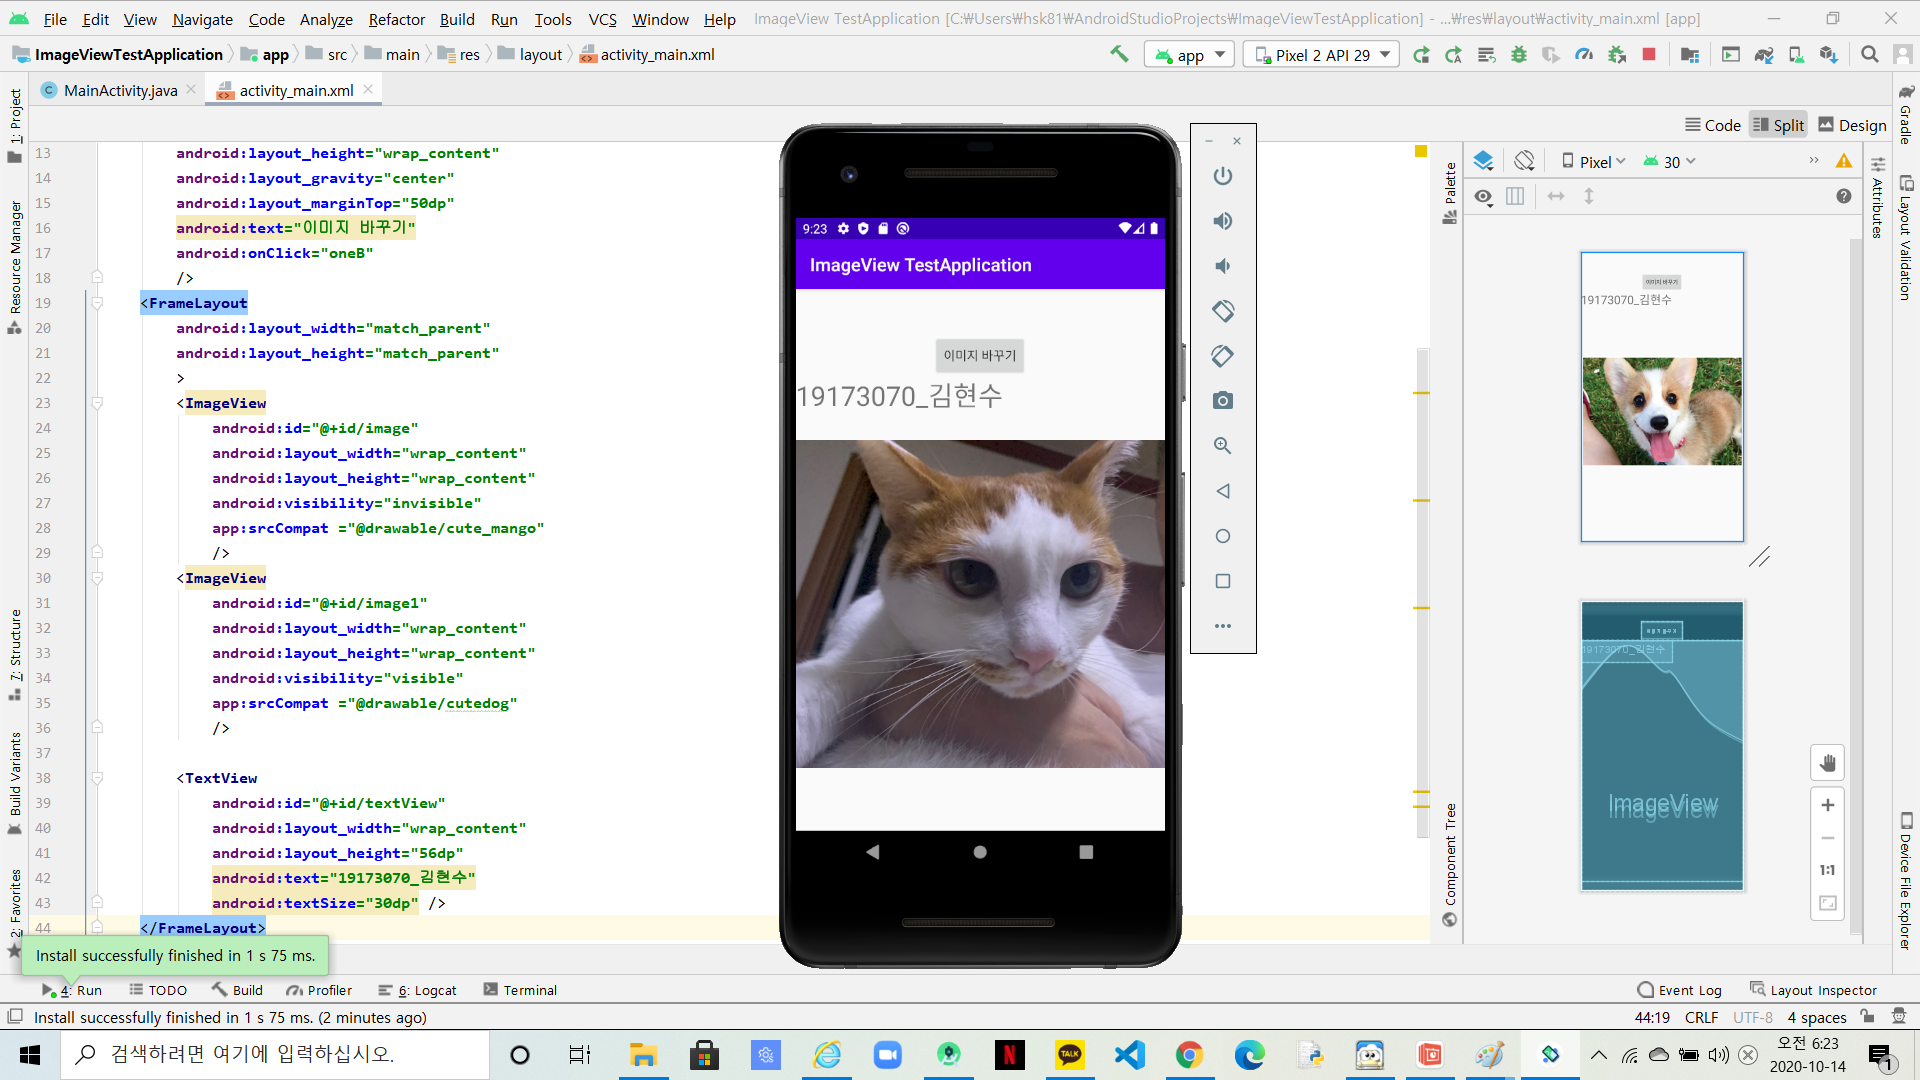 File Edit View Navigate Code Analyze Refactor Build Run Tools VCS Window Help ImageView TestApplication [C:₩Users₩hsk81₩AndroidStudioProjects₩ImageViewTestApplication] - ...₩res₩layout₩activity_main.xml [app]
ImageViewTestApplication app src main res layout activity_main.xml app Pixel 2 API 29
MainActivity.java activity_main.xml
Code Split Design
Pixel 30
1: Project
Resource Manager
7: Structure
Build Variants
2: Favorites
13 android:layout_height="wrap_content"
14 android:layout_gravity="center"
15 android:layout_marginTop="50dp"
16 android:text="이미지 바꾸기"
17 android:onClick="oneB"
18 />
19 <FrameLayout
20 android:layout_width="match_parent"
21 android:layout_height="match_parent"
22 >
23 <ImageView
24 android:id="@+id/image"
25 android:layout_width="wrap_content"
26 android:layout_height="wrap_content"
27 android:visibility="invisible"
28 app:srcCompat ="@drawable/cute_mango"
29 />
30 <ImageView
31 android:id="@+id/image1"
32 android:layout_width="wrap_content"
33 android:layout_height="wrap_content"
34 android:visibility="visible"
35 app:srcCompat ="@drawable/cutedog"
36 />
37
38 <TextView
39 android:id="@+id/textView"
40 android:layout_width="wrap_content"
41 android:layout_height="56dp"
42 android:text="19173070_김현수"
43 android:textSize="30dp" />
44 </FrameLayout>
9:23
ImageView TestApplication
이미지 바꾸기
19173070_김현수
Palette
Component Tree
이미지 바꾸기
19173070_김현수
이미지 바꾸기
19173070_김현수
ImageView
1:1
Attributes
Gradle
Layout Validation
Device File Explorer
Install successfully finished in 1 s 75 ms.
4: Run TODO Build Profiler 6: Logcat Terminal Event Log Layout Inspector
Install successfully finished in 1 s 75 ms. (2 minutes ago) 44:19 CRLF UTF-8 4 spaces
검색하려면 여기에 입력하십시오.
TALK
오전 6:23
2020-10-14
1